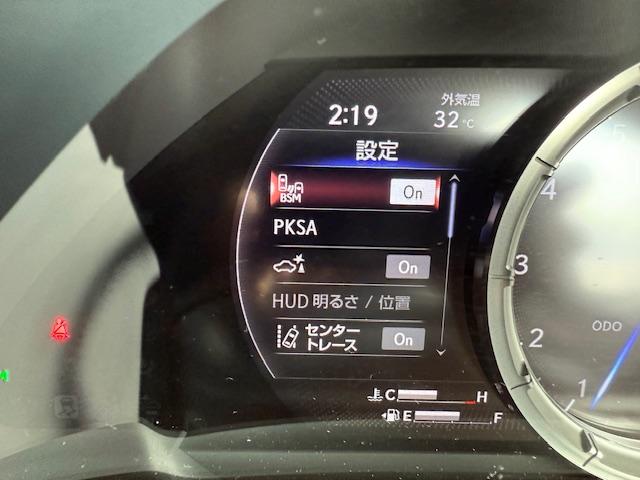 2:19
外気温
32℃
設定
BSM On
PKSA
On
HUD 明るさ / 位置
センター
トレース On
C H
E F
4
3
2
1
ODO